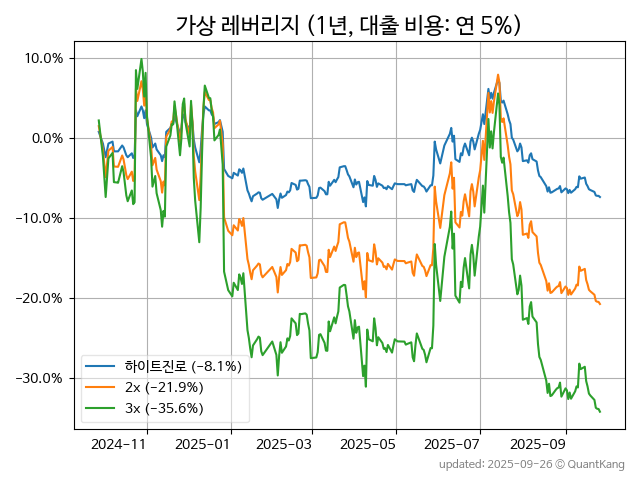 가상 레버리지 (1년, 대출 비용: 연 5%)
10.0%
0.0%
−10.0%
−20.0%
−30.0%
하이트진로 (−8.1%)
2x (−21.9%)
3x (−35.6%)
2024-11 2025-01 2025-03 2025-05 2025-07 2025-09
updated: 2025-09-26 © QuantKang